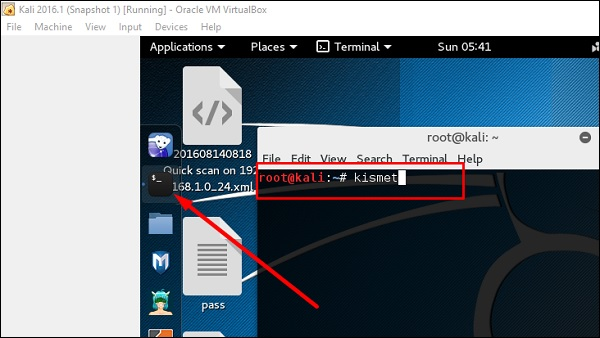 Kali 2016.1 (Snapshot 1) [Running] - Oracle VM VirtualBox
File Machine View Input Devices Help
Applications Places Terminal Sun 05:41
root@kali: ~
File Edit View Search Terminal Help
root@kali:~# kismet
$_
201608140818
Quick scan on 192
168.1.0_24.xml
pass